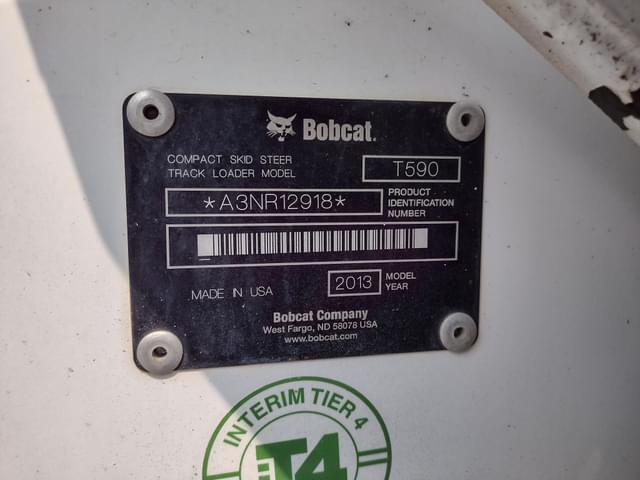 Bobcat.
COMPACT SKID STEER
TRACK LOADER MODEL
T590
*A3NR12918*
PRODUCT
IDENTIFICATION
NUMBER
MADE IN USA
2013
MODEL
YEAR
Bobcat Company
West Fargo, ND 58078 USA
www.bobcat.com
INTERIM TIER 4
T4